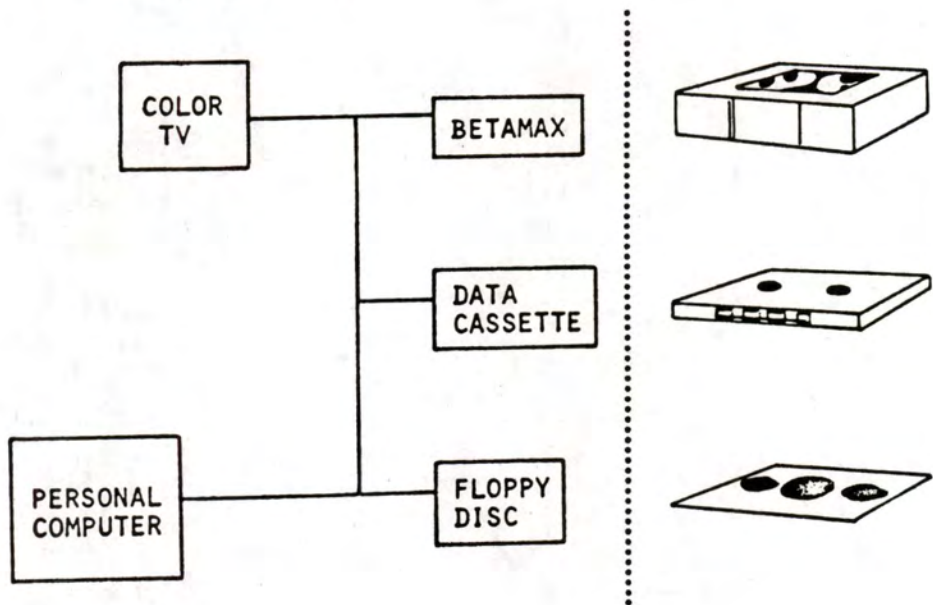 COLOR
TV
BETAMAX
DATA
CASSETTE
PERSONAL
COMPUTER
FLOPPY
DISC